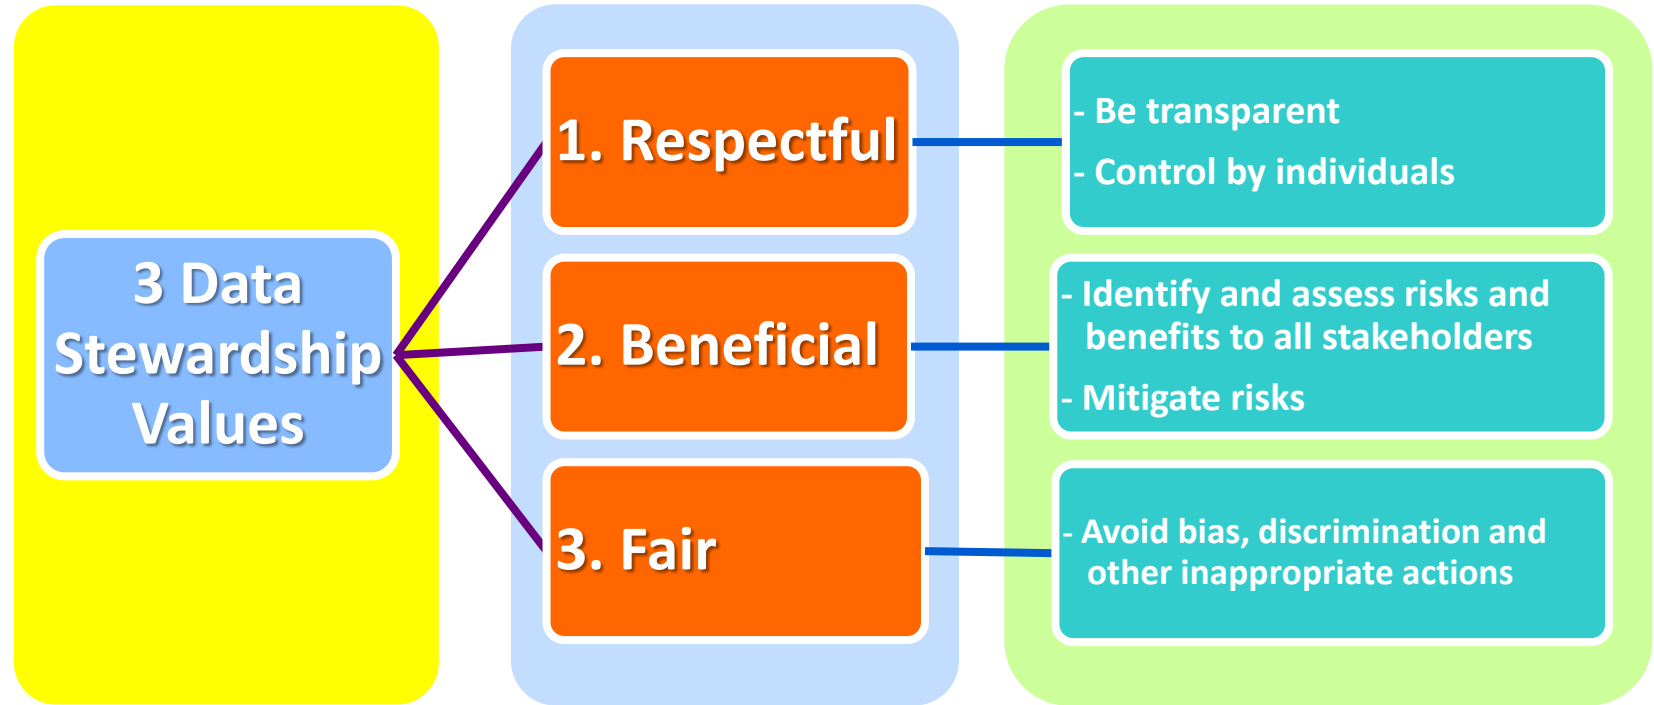 3 Data
Stewardship
Values
1. Respectful
- Be transparent
- Control by individuals
2. Beneficial
- Identify and assess risks and
benefits to all stakeholders
- Mitigate risks
3. Fair
- Avoid bias, discrimination and
other inappropriate actions